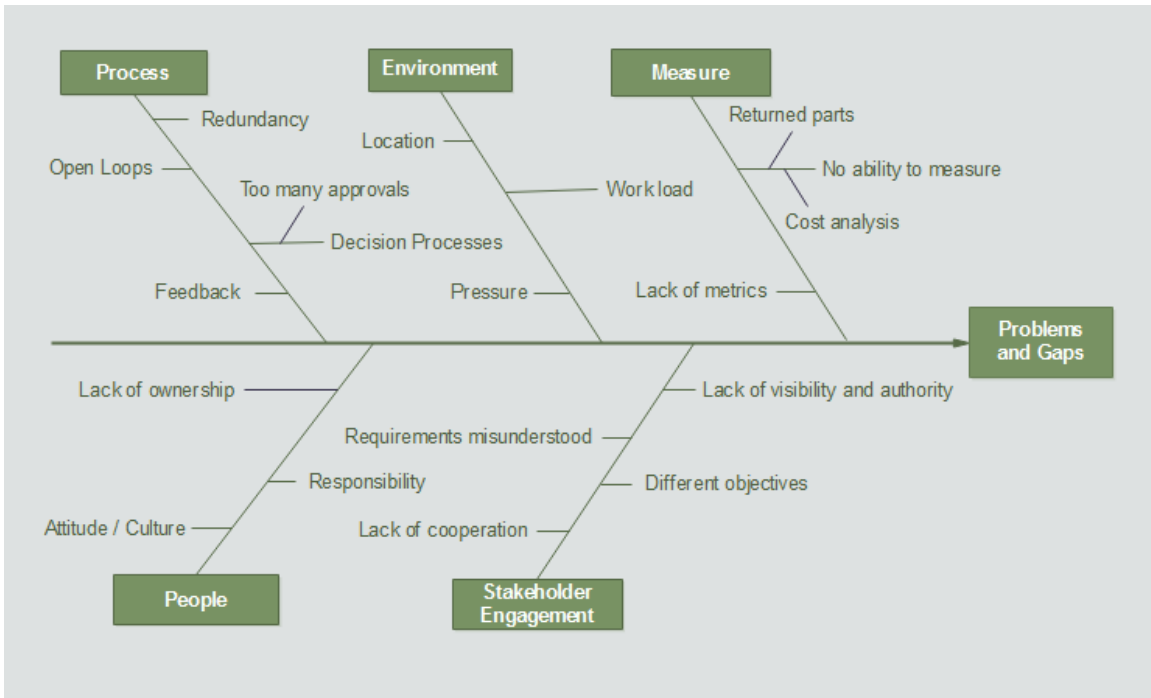 Process
Environment
Measure
Redundancy
Returned parts
Location
Open Loops
No ability to measure
Too many approvals
Work load
Cost analysis
Decision Processes
Feedback
Pressure
Lack of metrics
Problems
and Gaps
Lack of ownership
Lack of visibility and authority
Requirements misunderstood
Responsibility
Different objectives
Attitude / Culture
Lack of cooperation
People
Stakeholder
Engagement